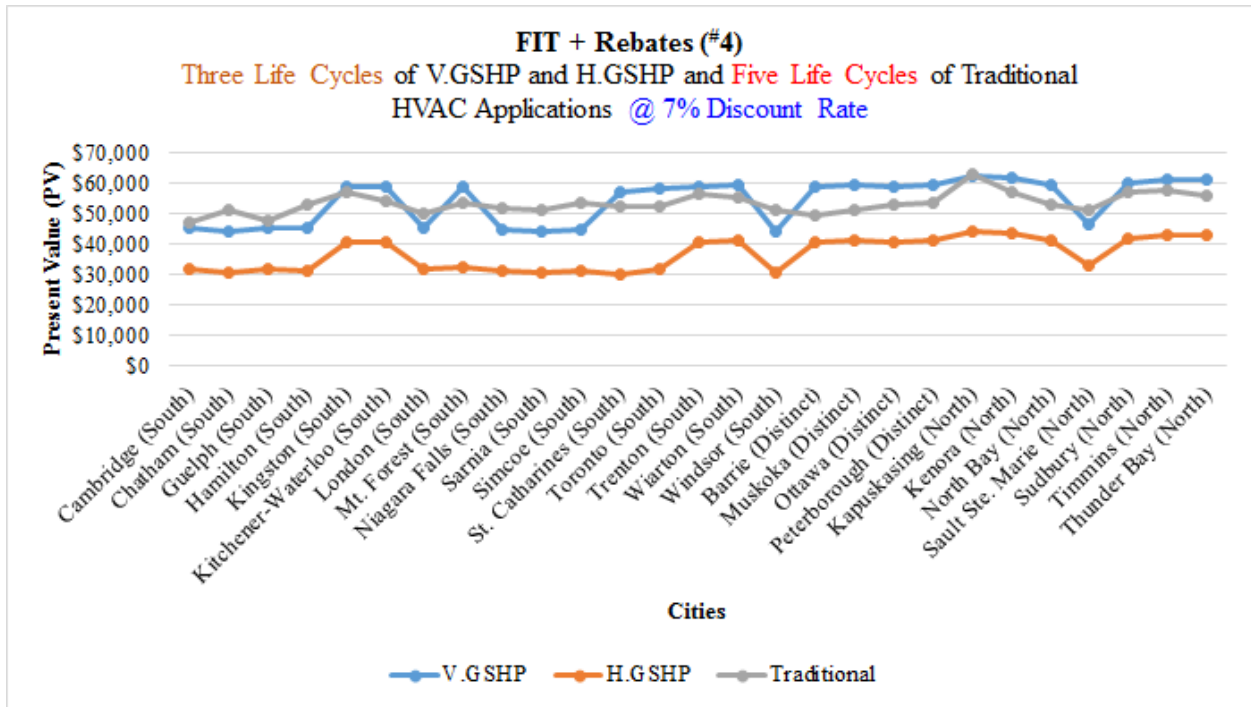 FIT + Rebates (#4)
Three Life Cycles of V.GSHP and H.GSHP and Five Life Cycles of Traditional
HVAC Applications @ 7% Discount Rate
Present Value (PV)
$70,000
$60,000
$50,000
$40,000
$30,000
$20,000
$10,000
$0
Cambridge (South)
Chatham (South)
Guelph (South)
Hamilton (South)
Kingston (South)
Kitchener-Waterloo (South)
London (South)
Mt. Forest (South)
Niagara Falls (South)
Sarnia (South)
Simcoe (South)
St. Catharines (South)
Toronto (South)
Trenton (South)
Wiarton (South)
Windsor (South)
Barrie (Distinct)
Muskoka (Distinct)
Ottawa (Distinct)
Peterborough (Distinct)
Kapuskasing (North)
Kenora (North)
North Bay (North)
Sault Ste. Marie (North)
Sudbury (North)
Timmins (North)
Thunder Bay (North)
Cities
V.GSHP
H.GSHP
Traditional